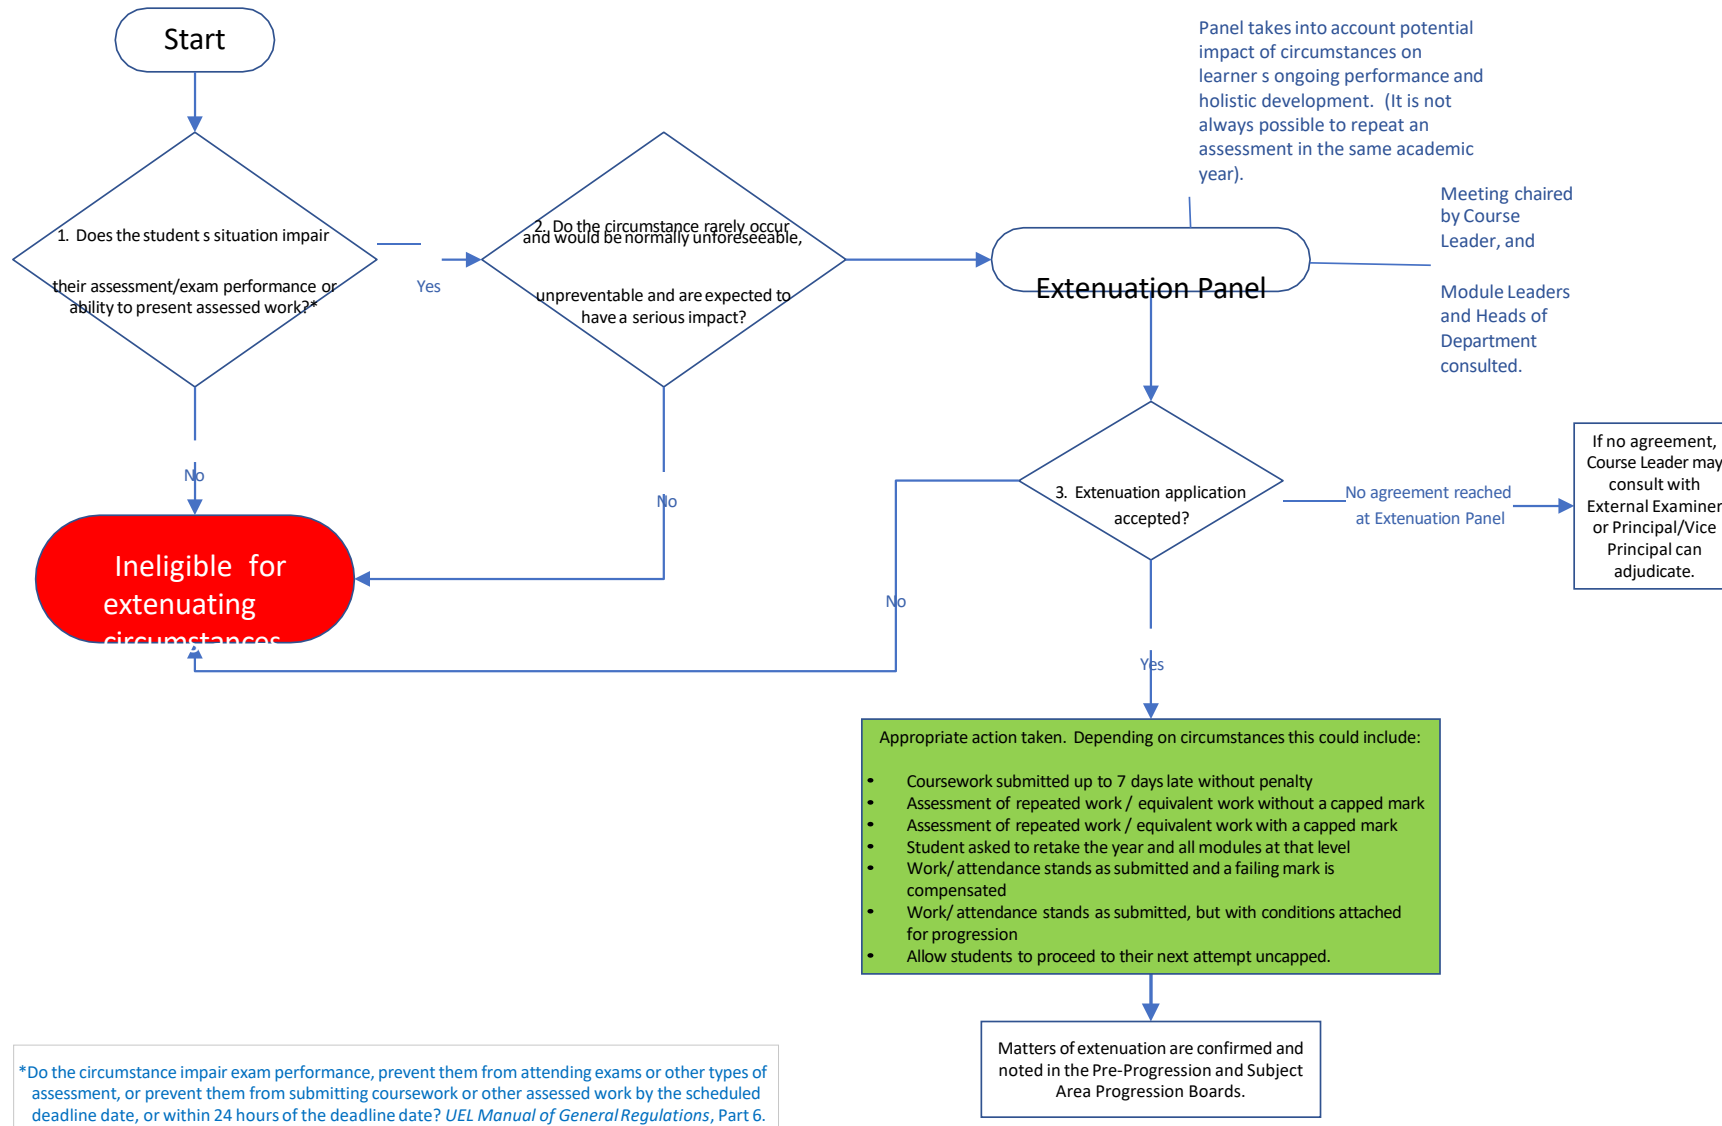 Start
Panel takes into account potential
impact of circumstances on
learner s ongoing performance and
holistic development. (It is not
always possible to repeat an
assessment in the same academic
year).
Meeting chaired
by Course
Leader, and
Module Leaders
and Heads of
Department
consulted.
1. Does the student s situation impair
their assessment/exam performance or
ability to present assessed work?*
Yes
2. Do the circumstance rarely occur
and would be normally unforeseeable,
unpreventable and are expected to
have a serious impact?
Extenuation Panel
No
No
Ineligible for
extenuating
circumstances
3. Extenuation application
accepted?
No agreement reached
at Extenuation Panel
If no agreement,
Course Leader may
consult with
External Examiner
or Principal/Vice
Principal can
adjudicate.
No
Yes
Appropriate action taken. Depending on circumstances this could include:
• Coursework submitted up to 7 days late without penalty
• Assessment of repeated work / equivalent work without a capped mark
• Assessment of repeated work / equivalent work with a capped mark
• Student asked to retake the year and all modules at that level
• Work/ attendance stands as submitted and a failing mark is
compensated
• Work/ attendance stands as submitted, but with conditions attached
for progression
• Allow students to proceed to their next attempt uncapped.
Matters of extenuation are confirmed and
noted in the Pre-Progression and Subject
Area Progression Boards.
*Do the circumstance impair exam performance, prevent them from attending exams or other types of
assessment, or prevent them from submitting coursework or other assessed work by the scheduled
deadline date, or within 24 hours of the deadline date? UEL Manual of General Regulations, Part 6.